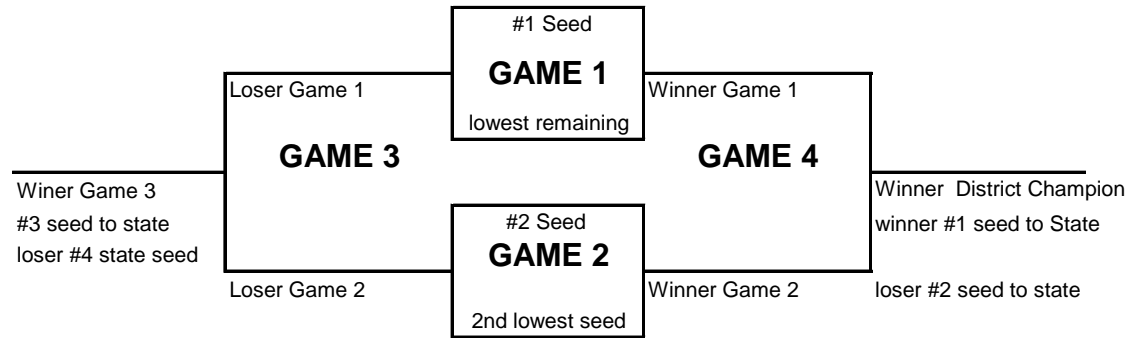 #1 Seed
GAME 1
Loser Game 1
Winner Game 1
lowest remaining
GAME 3
GAME 4
Winer Game 3
Winner District Champion
#3 seed to state
#2 Seed
winner #1 seed to State
loser #4 state seed
GAME 2
Loser Game 2
Winner Game 2
loser #2 seed to state
2nd lowest seed